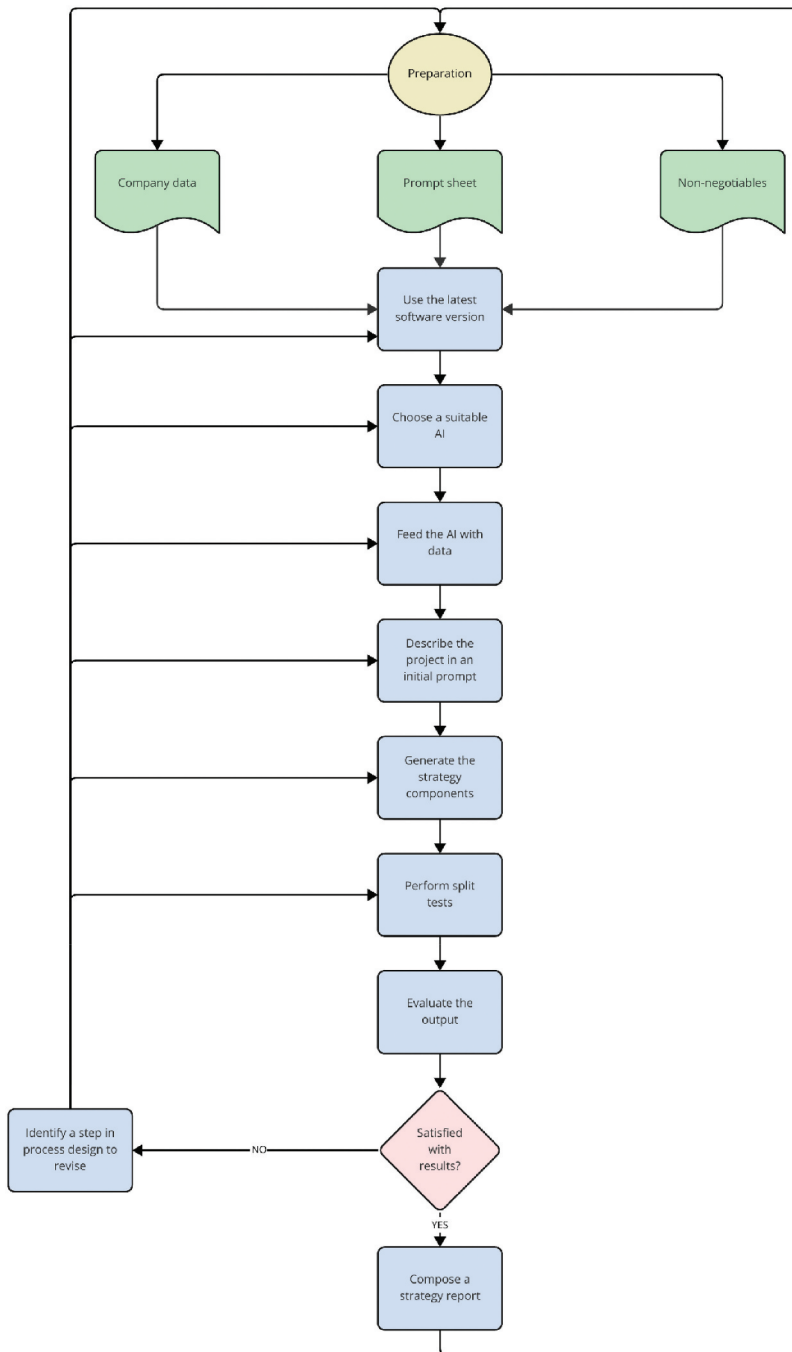 Preparation
Company data
Prompt sheet
Non-negotiables
Use the latest
software version
Choose a suitable
AI
Feed the AI with
data
Describe the
project in an
initial prompt
Generate the
strategy
components
Perform split
tests
Evaluate the
output
Satisfied
with
results?
NO
Identify a step in
process design to
revise
YES
Compose a
strategy report